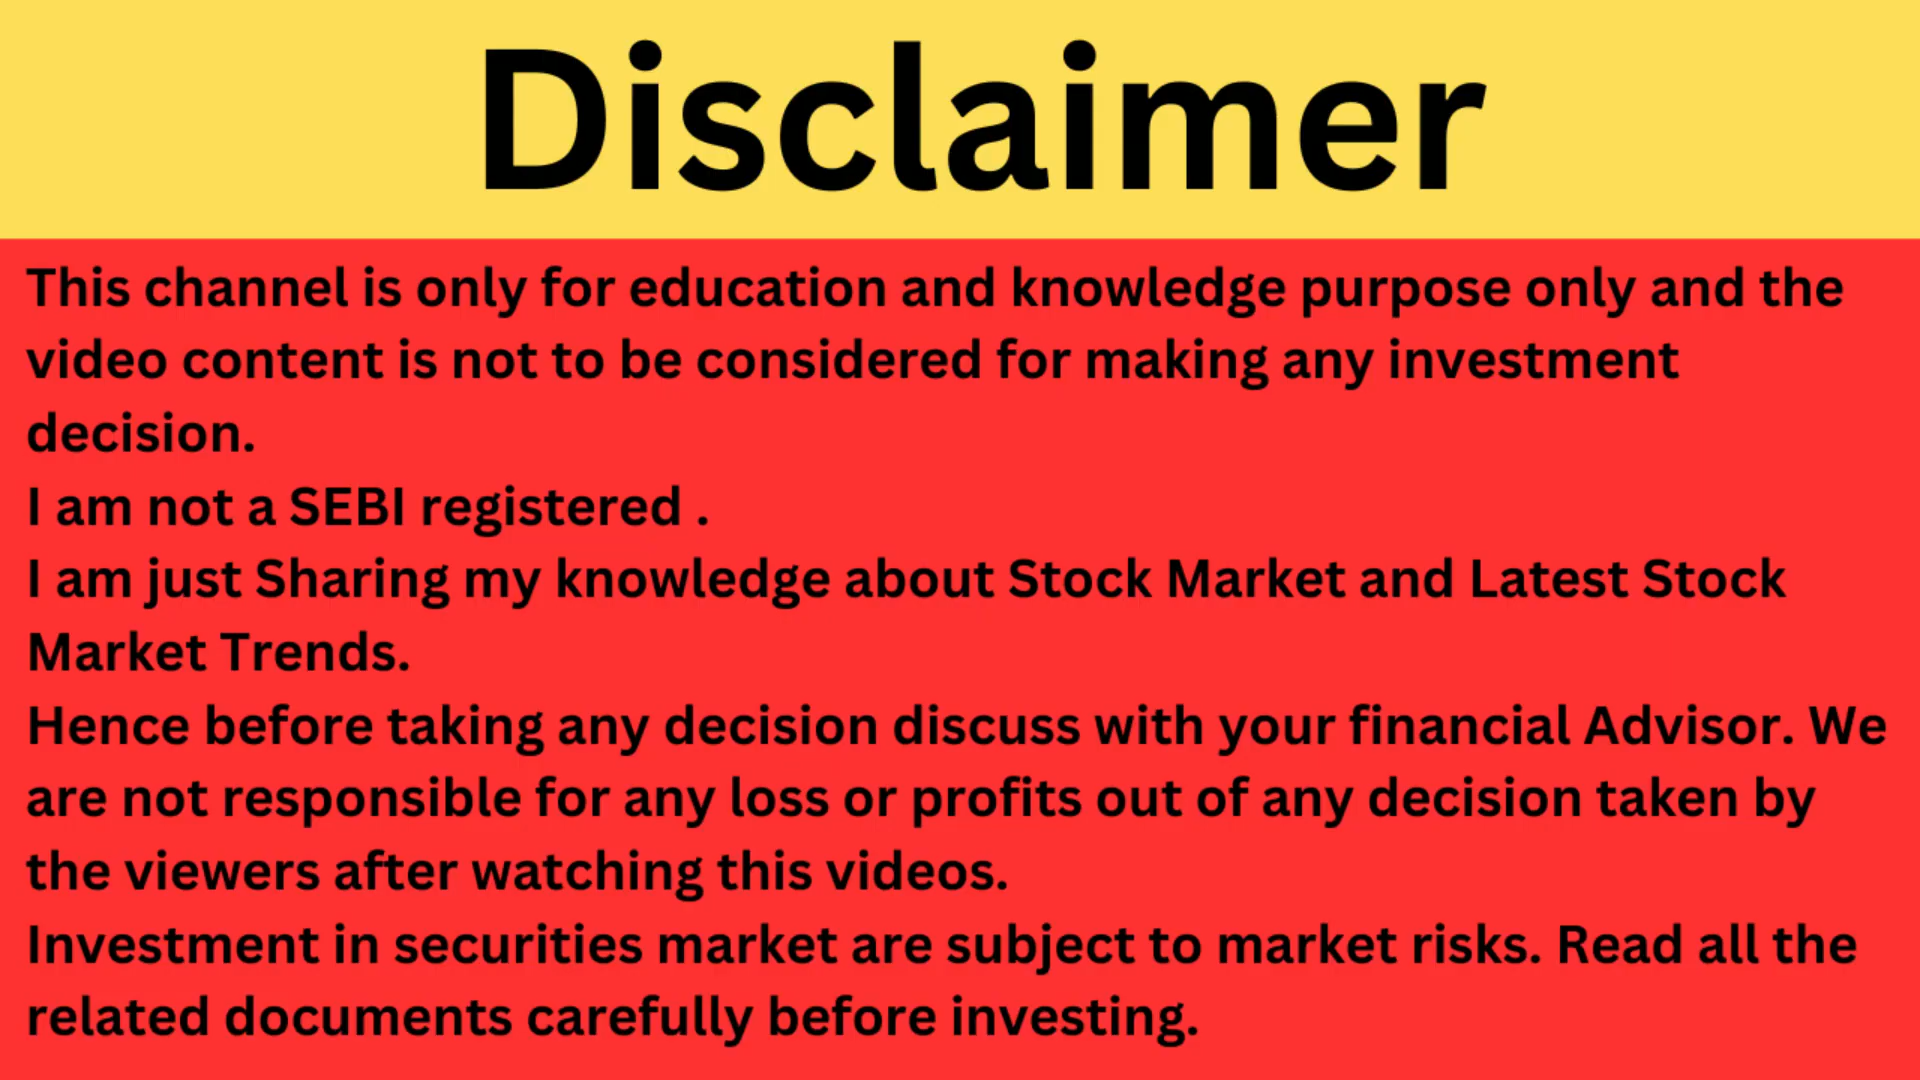 Disclaimer
This channel is only for education and knowledge purpose only and the
video content is not to be considered for making any investment
decision.
I am not a SEBI registered .
I am just Sharing my knowledge about Stock Market and Latest Stock
Market Trends.
Hence before taking any decision discuss with your financial Advisor. We
are not responsible for any loss or profits out of any decision taken by
the viewers after watching this videos.
Investment in securities market are subject to market risks. Read all the
related documents carefully before investing.